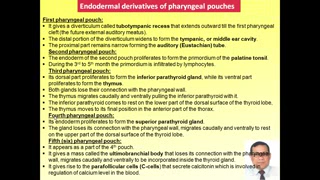 Endodermal derivatives of pharyngeal pouches
First pharyngeal pouch:
It gives a diverticulum called tubotympanic recess that extends outward till the first pharyngeal
cleft (the future external auditory meatus).
The distal portion of the diverticulum widens to form the tympanic, or middle ear cavity.
The proximal part remains narrow forming the auditory (Eustachian) tube.
Second pharyngeal pouch:
The endoderm of the second pouch proliferates to form the primordium of the palatine tonsil.
During the 3rd to 5th month the primordium is infiltrated by lymphocytes.
Third pharyngeal pouch:
Its dorsal part proliferates to form the inferior parathyroid gland, while its ventral part
proliferates to form the thymus
Both glands lose their connection with the pharyngeal wall.
The thymus migrates caudally and ventrally pulling the inferior parathyroid with it.
The inferior parathyroid comes to rest on the lower part of the dorsal surface of the thyroid lobe.
The thymus moves to its final position in the anterior part of the thorax.
Fourth pharyngeal pouch:
Its endoderm proliferates to form the superior parathyroid gland.
The gland loses its connection with the pharyngeal wall, migrates caudally and ventrally to rest
on the upper part of the dorsal surface of the thyroid lobe.
Fifth (six) pharyngeal pouch:
It appears as a part of the 4th pouch.
It gives a mass called the ultimobranchial body that loses its connection with the pharyngeal
wall, migrates caudally and ventrally to be incorporated inside the thyroid gland.
It gives rise to the parafollicular cells (C-cells) that secrete calcitonin which is involved in
regulation of calcium level in the blood.